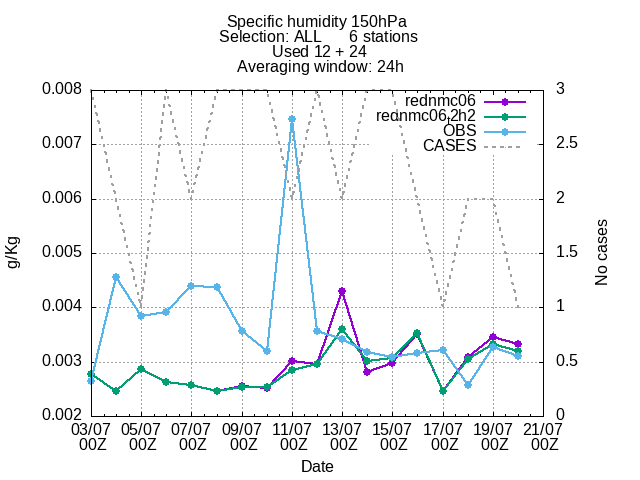 Specific humidity 150hPa
Selection: ALL 6 stations
Used 12 + 24
Averaging window: 24h
0.008
0.007
0.006
0.005
0.004
0.003
0.002
g/Kg
rednmc06
rednmc06.2h2
OBS
CASES
3
2.5
2
1.5
1
0.5
0
No cases
03/07 05/07 07/07 09/07 11/07 13/07 15/07 17/07 19/07 21/07
00Z 00Z 00Z 00Z 00Z 00Z 00Z 00Z 00Z 00Z
Date